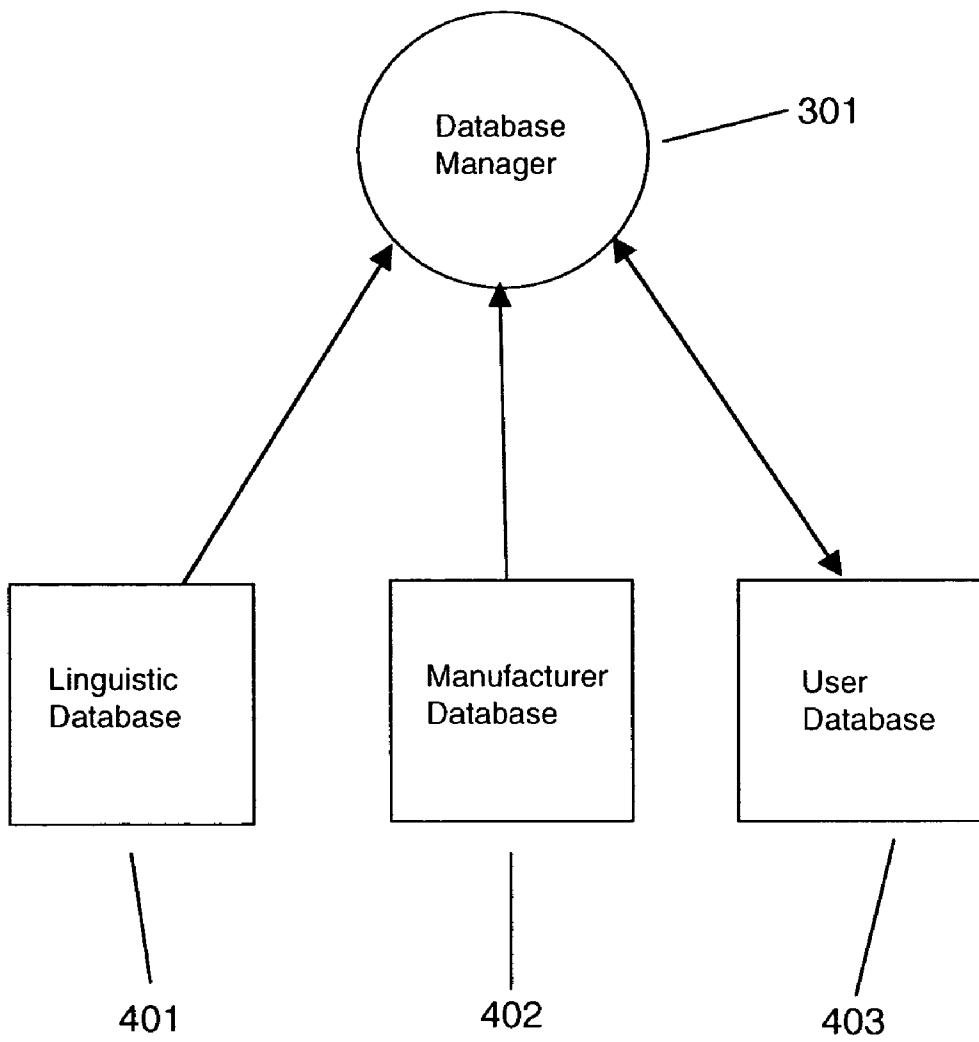 Database
Manager
301
Linguistic
Database
Manufacturer
Database
User
Database
401
402
403